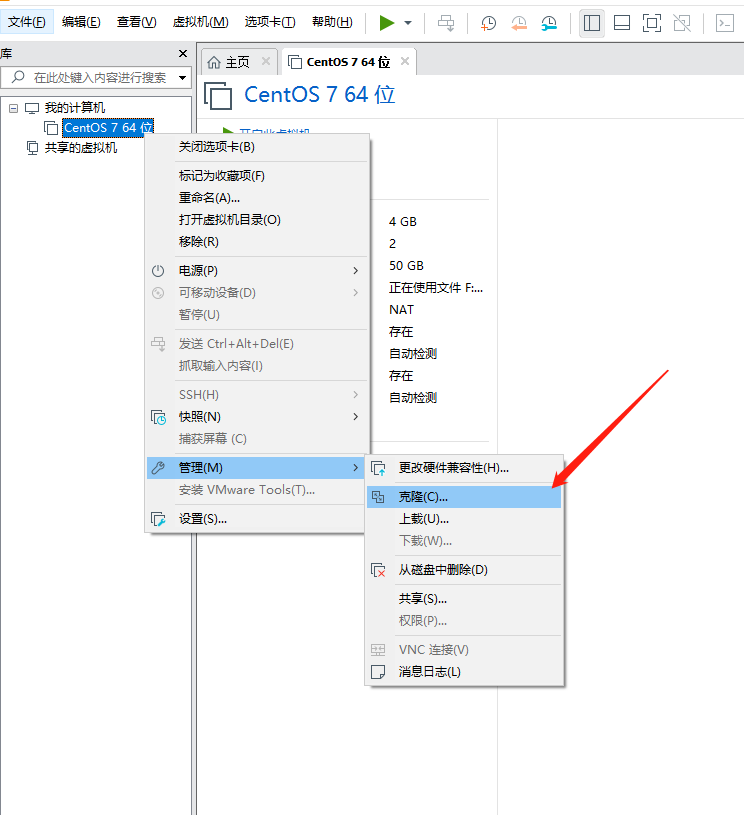 文件(F) 编辑(E) 查看(V) 虚拟机(M) 选项卡(T) 帮助(H)
库
在此处键入内容进行搜索
我的计算机
CentOS 7 64 位
共享的虚拟机
主页
CentOS 7 64 位
CentOS 7 64 位
关闭选项卡(B)
标记为收藏项(F)
重命名(A)...
打开虚拟机目录(O)
移除(R)
电源(P)
可移动设备(D)
暂停(U)
发送 Ctrl+Alt+Del(E)
抓取输入内容(I)
SSH(H)
快照(N)
捕获屏幕 (C)
管理(M)
安装 VMware Tools(T)...
设置(S)...
4 GB
2
50 GB
正在使用文件 F:...
NAT
存在
自动检测
存在
自动检测
更改硬件兼容性(H)...
克隆(C)...
上载(U)...
下载(W)...
从磁盘中删除(D)
共享(S)...
权限(P)...
VNC 连接(V)
消息日志(L)